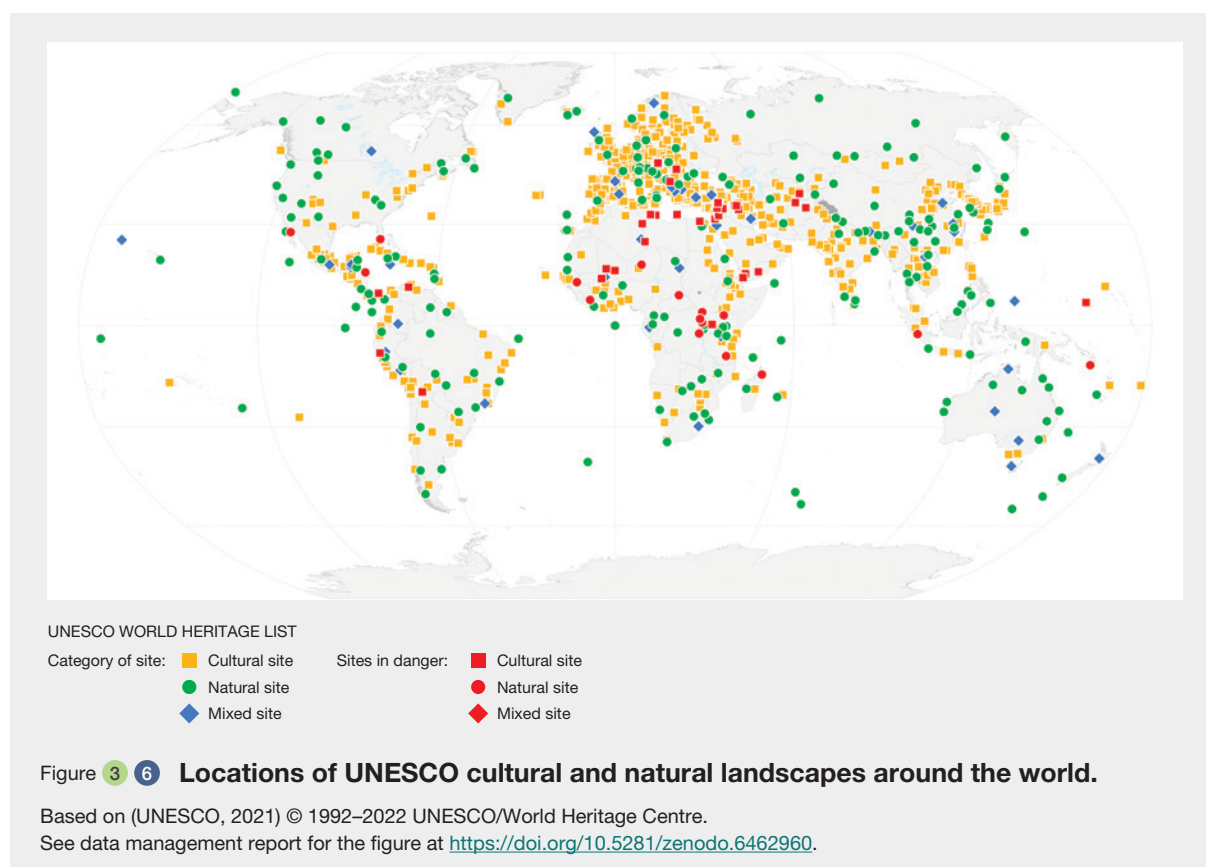 UNESCO WORLD HERITAGE LIST
Category of site: Cultural site Sites in danger: Cultural site
Natural site Natural site
Mixed site Mixed site
Figure 3 6 Locations of UNESCO cultural and natural landscapes around the world.
Based on (UNESCO, 2021) © 1992–2022 UNESCO/World Heritage Centre.
See data management report for the figure at https://doi.org/10.5281/zenodo.6462960.